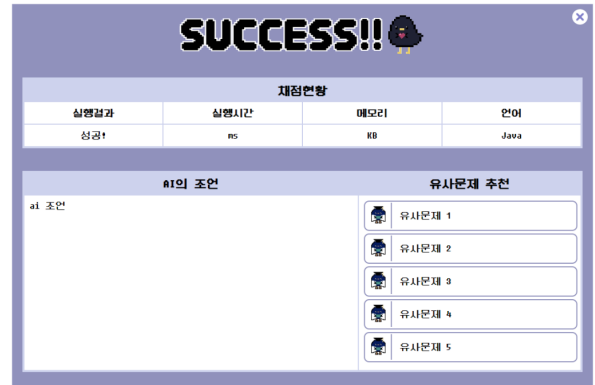 SUCCESS!!
채점현황
실행결과 실행시간 메모리 언어
성공! ms KB Java
AI의 조언 유사문제 추천
ai 조언
유사문제 1
유사문제 2
유사문제 3
유사문제 4
유사문제 5